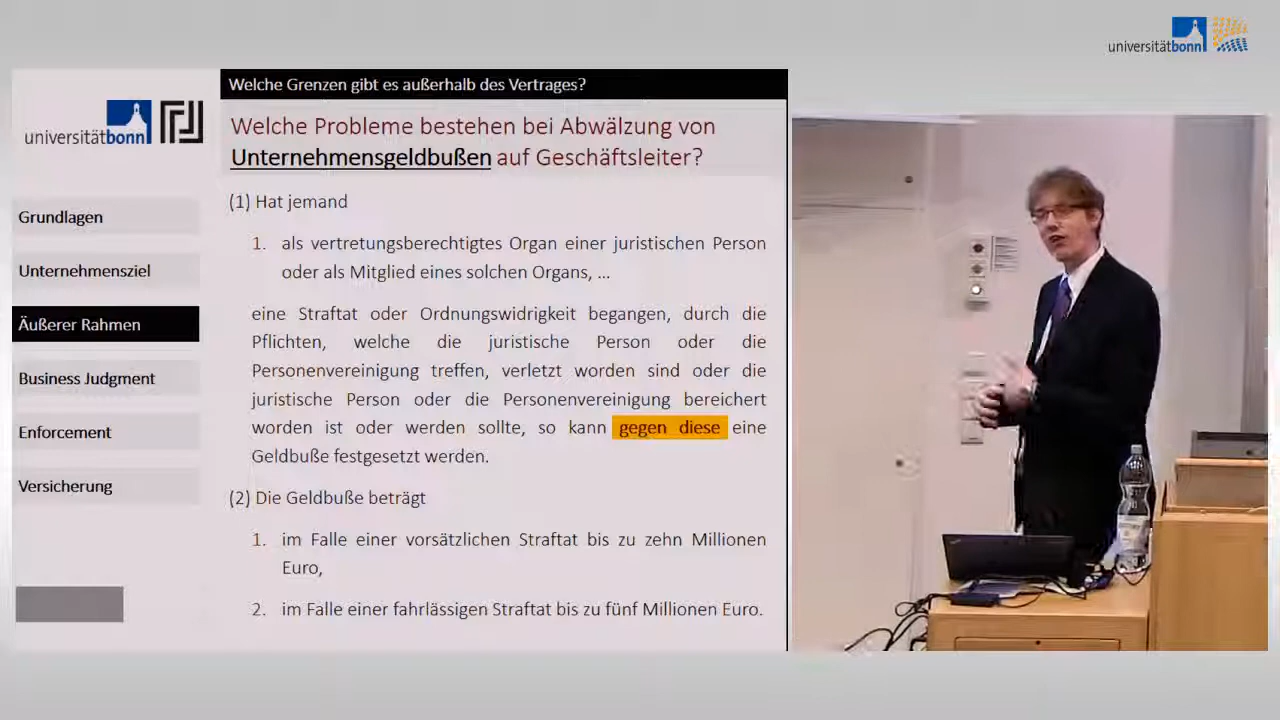 universitätbonn
Welche Grenzen gibt es außerhalb des Vertrages?
universitätbonn
Welche Probleme bestehen bei Abwälzung von
Unternehmensgeldbußen auf Geschäftsleiter?
Grundlagen
Unternehmensziel
Äußerer Rahmen
Business Judgment
Enforcement
Versicherung
(1) Hat jemand
1. als vertretungsberechtigtes Organ einer juristischen Person
oder als Mitglied eines solchen Organs, ...
eine Straftat oder Ordnungswidrigkeit begangen, durch die
Pflichten, welche die juristische Person oder die
Personenvereinigung treffen, verletzt worden sind oder die
juristische Person oder die Personenvereinigung bereichert
worden ist oder werden sollte, so kann gegen diese eine
Geldbuße festgesetzt werden.
(2) Die Geldbuße beträgt
1. im Falle einer vorsätzlichen Straftat bis zu zehn Millionen
Euro,
2. im Falle einer fahrlässigen Straftat bis zu fünf Millionen Euro.